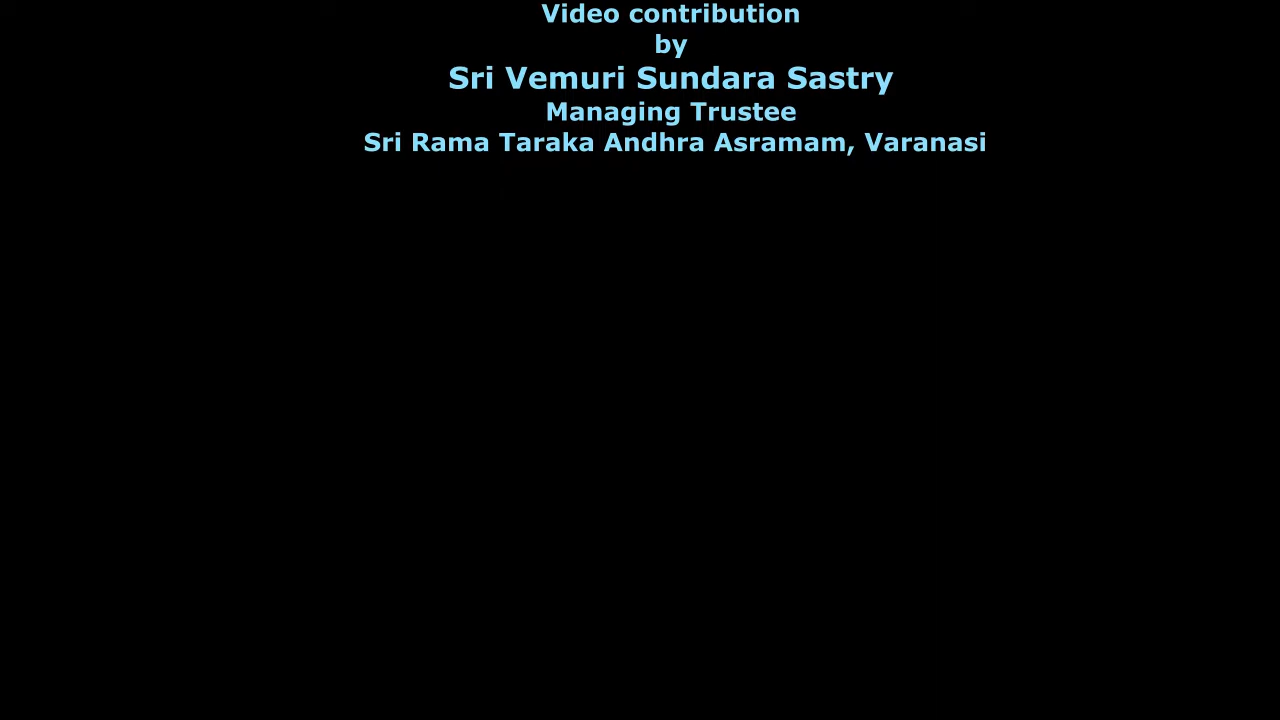 Video contribution
by
Sri Vemuri Sundara Sastry
Managing Trustee
Sri Rama Taraka Andhra Asramam, Varanasi